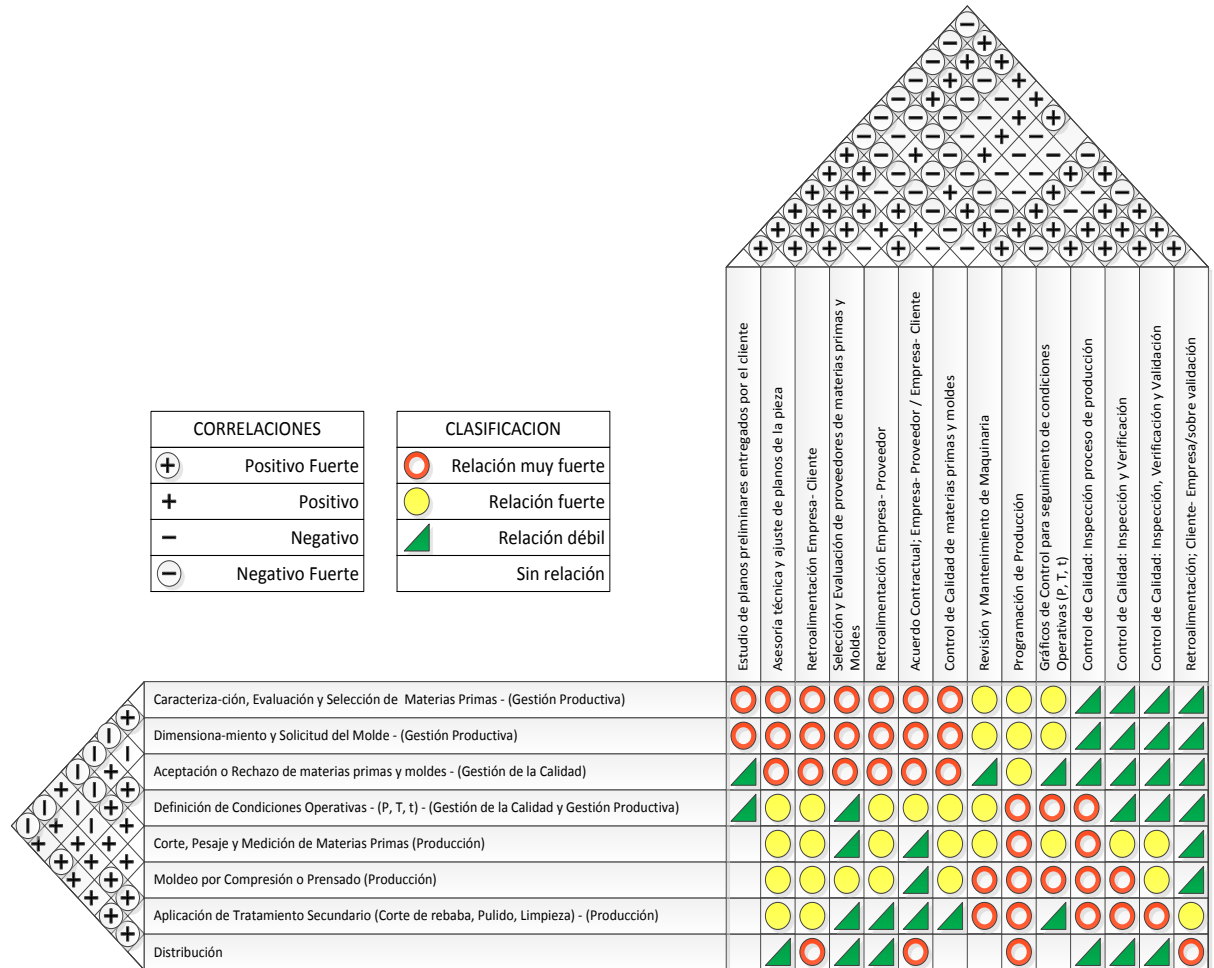 CORRELACIONES
Positivo Fuerte
Positivo
Negativo
Negativo Fuerte
CLASIFICACION
Relación muy fuerte
Relación fuerte
Relación débil
Sin relación
Estudio de planos preliminares entregados por el cliente
Asesoría técnica y ajuste de planos de la pieza
Retroalimentación Empresa- Cliente
Selección y Evaluación de proveedores de materias primas y
Moldes
Retroalimentación Empresa- Proveedor
Acuerdo Contractual; Empresa- Proveedor / Empresa- Cliente
Control de Calidad de materias primas y moldes
Revisión y Mantenimiento de Maquinaria
Programación de Producción
Gráficos de Control para seguimiento de condiciones
Operativas (P, T, t)
Control de Calidad: Inspección proceso de producción
Control de Calidad: Inspección y Verificación
Control de Calidad: Inspección, Verificación y Validación
Retroalimentación; Cliente- Empresa/sobre validación
Caracteriza-ción, Evaluación y Selección de Materias Primas - (Gestión Productiva)
Dimensiona-miento y Solicitud del Molde - (Gestión Productiva)
Aceptación o Rechazo de materias primas y moldes - (Gestión de la Calidad)
Definición de Condiciones Operativas - (P, T, t) - (Gestión de la Calidad y Gestión Productiva)
Corte, Pesaje y Medición de Materias Primas (Producción)
Moldeo por Compresión o Prensado (Producción)
Aplicación de Tratamiento Secundario (Corte de rebaba, Pulido, Limpieza) - (Producción)
Distribución